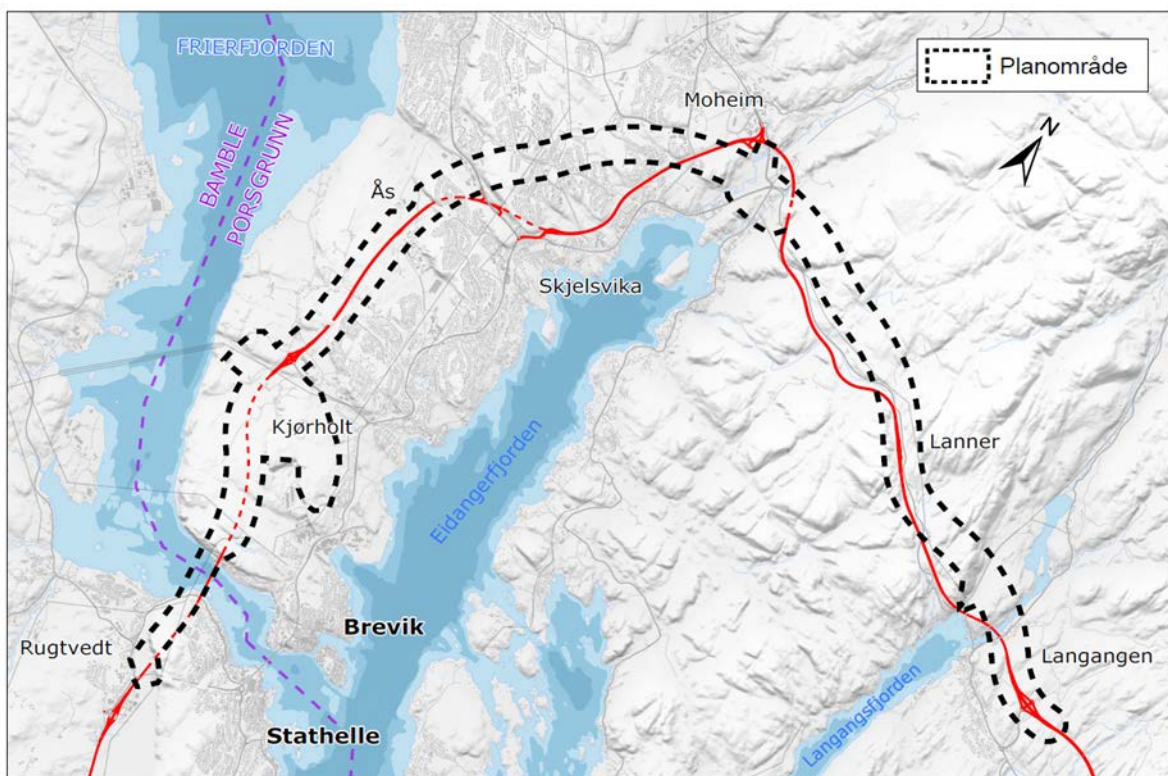 FRIERFJORDEN
Planområde
Moheim
N
BAMBLE
PORSGRUNN
Ås
Skjelsvika
Kjørholt
Eidangerfjorden
Lanner
Rugtvedt
Brevik
Langangen
Langangsfjorden
Stathelle